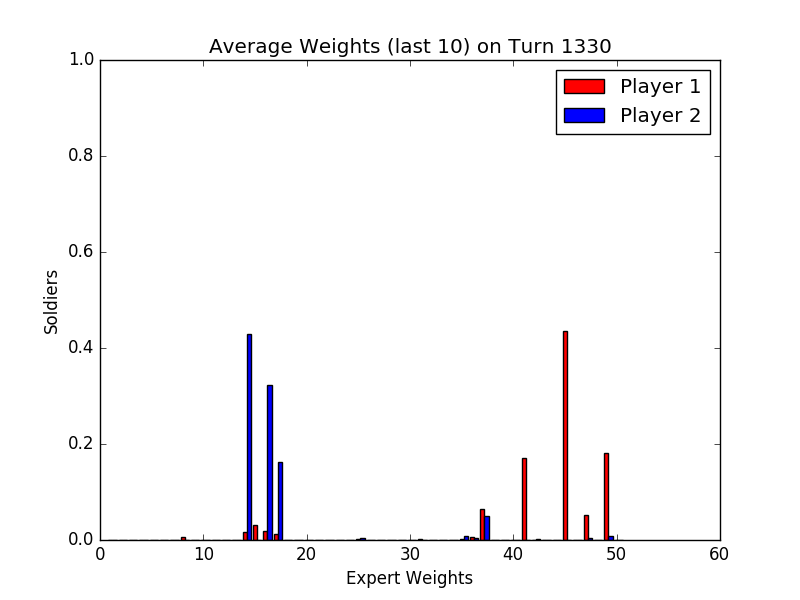 Average Weights (last 10) on Turn 1330
1.0
0.8
0.6
0.4
0.2
0.0
Soldiers
Player 1
Player 2
0 10 20 30 40 50 60
Expert Weights